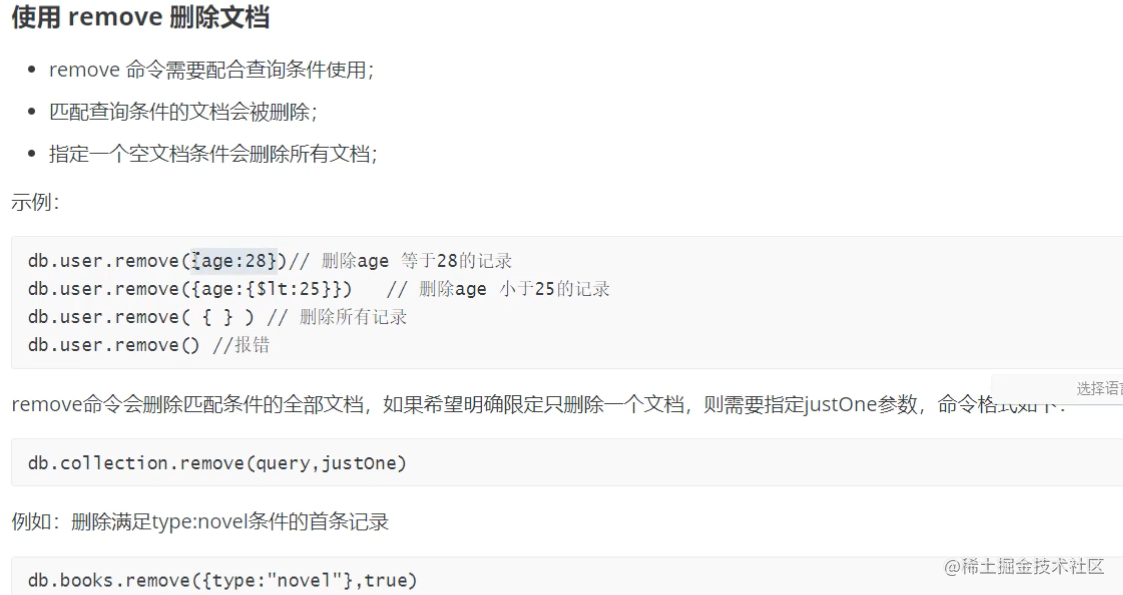 使用 remove 删除文档
remove 命令需要配合查询条件使用；
匹配查询条件的文档会被删除；
指定一个空文档条件会删除所有文档；
示例：
db.user.remove({age:28})// 删除age 等于28的记录
db.user.remove({age:{$lt:25}})   // 删除age 小于25的记录
db.user.remove( { } ) // 删除所有记录
db.user.remove() //报错
选择语言
remove命令会删除匹配条件的全部文档，如果希望明确限定只删除一个文档，则需要指定justOne参数，命令格式如下：
db.collection.remove(query,justOne)
例如：删除满足type:novel条件的首条记录
db.books.remove({type:"novel"},true)
@稀土掘金技术社区